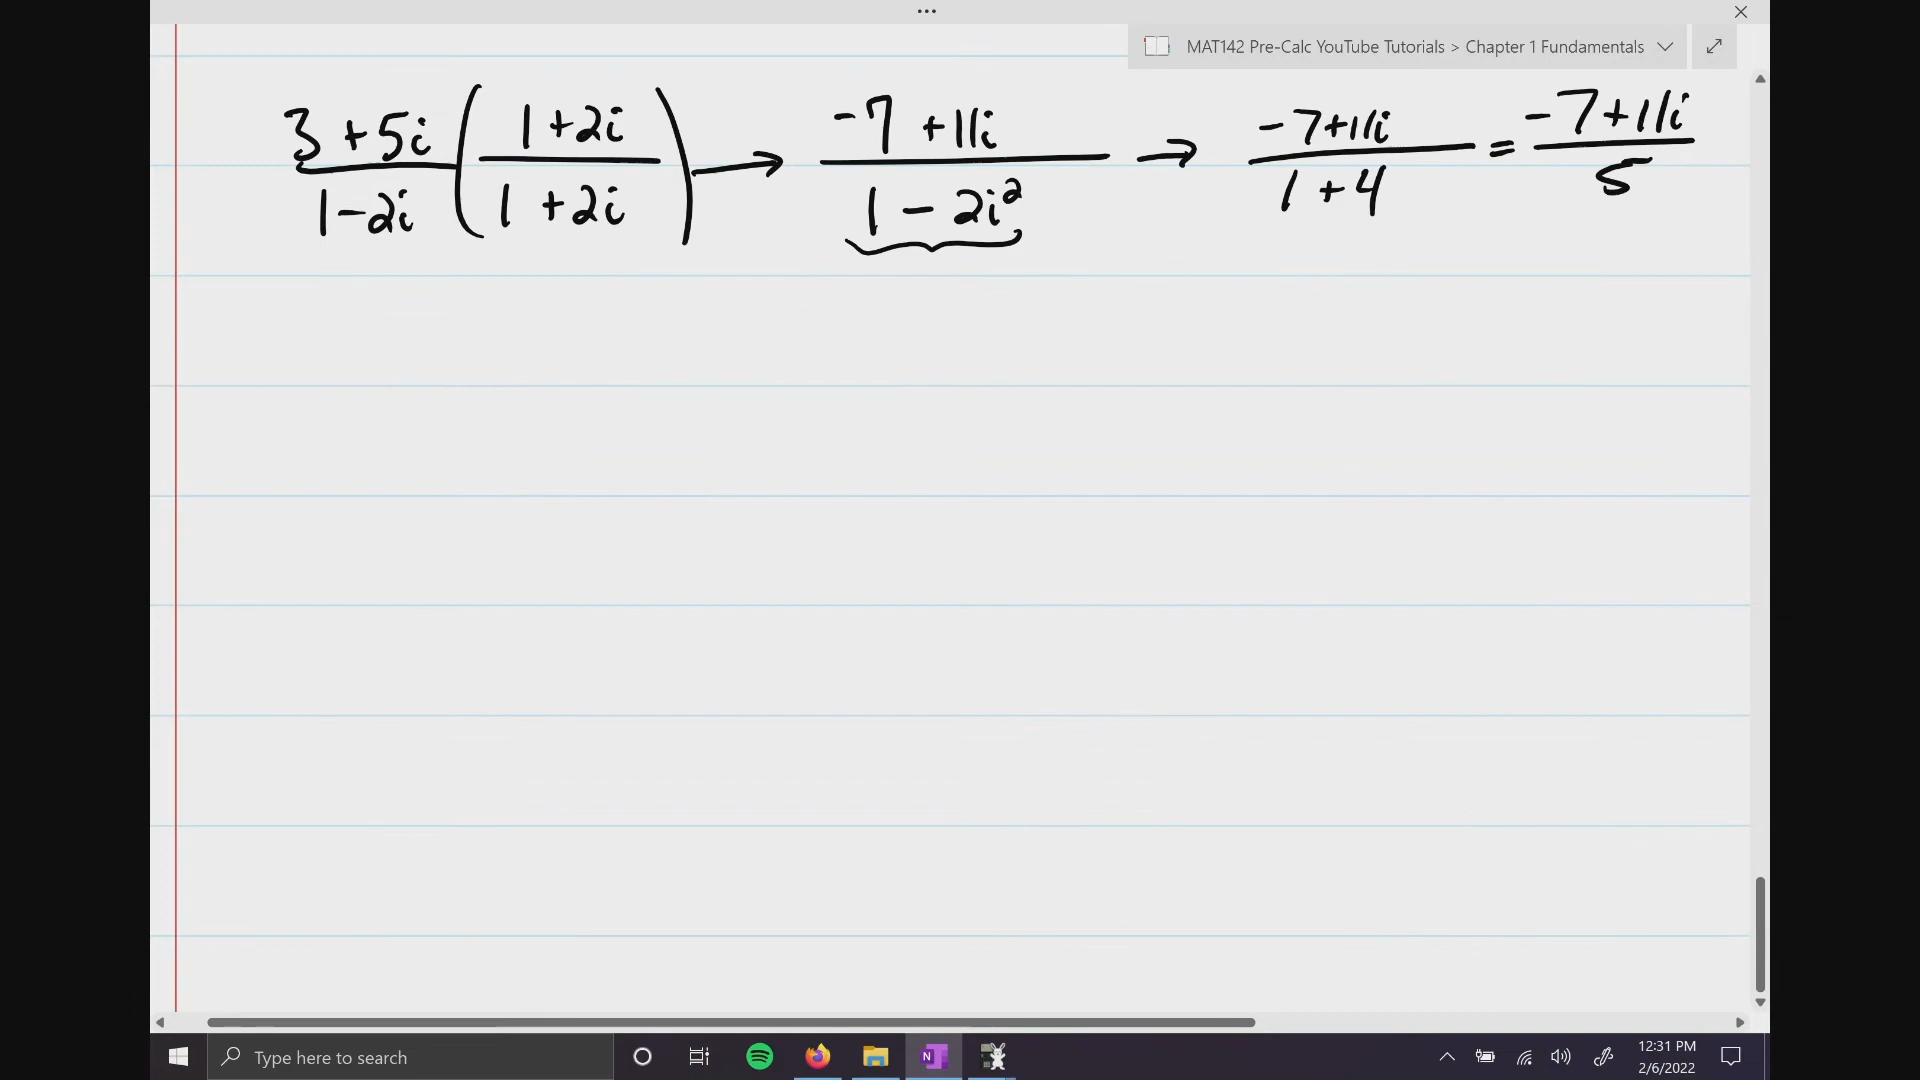 MAT142 Pre-Calc YouTube Tutorials > Chapter 1 Fundamentals
3 + 5i / 1 - 2i ( 1 + 2i / 1 + 2i ) → -7 + 11i / 1 - 2i² → -7 + 11i / 1 + 4 = -7 + 11i / 5
Type here to search
N
12:31 PM
2/6/2022